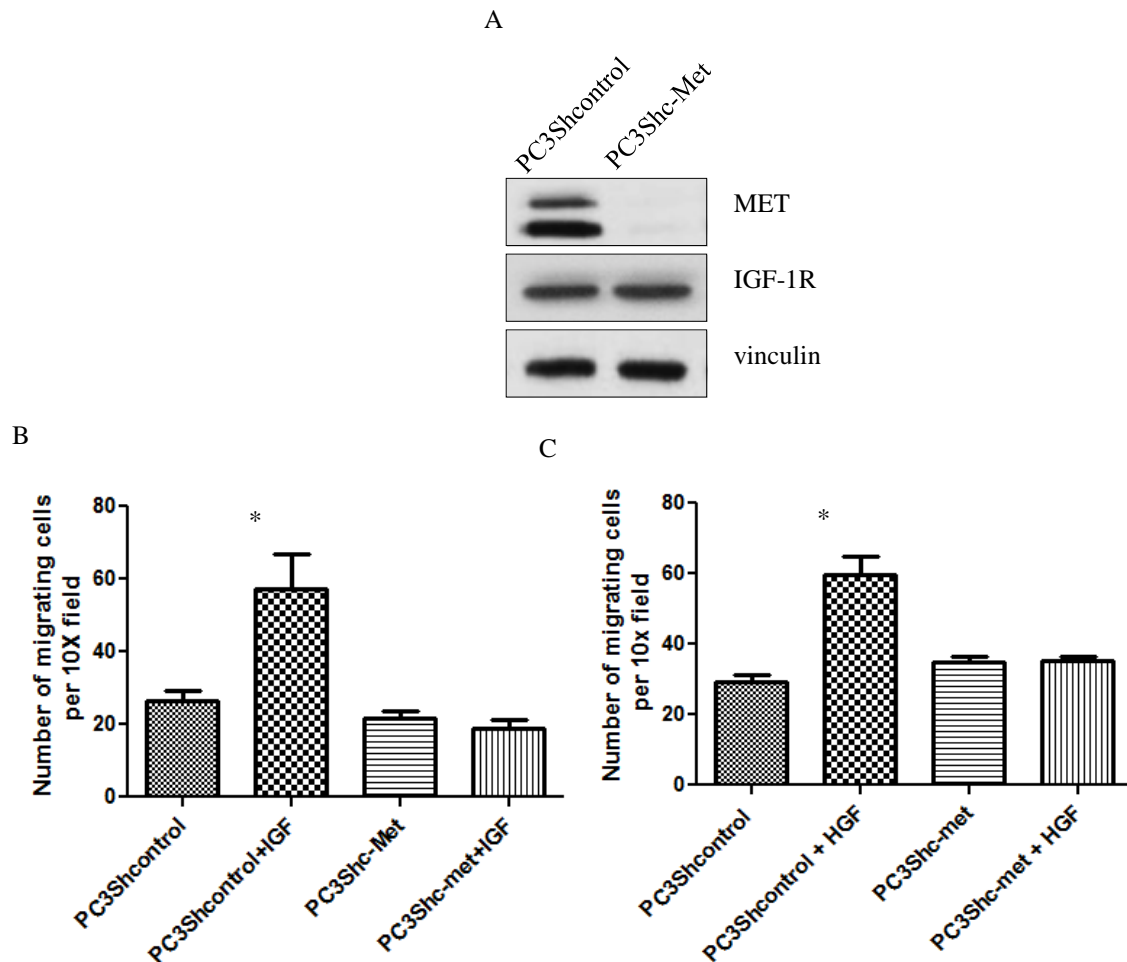 A
PC3Shcontrol
PC3Shc-Met
MET
IGF-1R
vinculin
B
Number of migrating cells
per 10X field
80
60
40
20
0
*
PC3Shcontrol
PC3Shcontrol+IGF
PC3Shc-Met
PC3Shc-met+IGF
C
Number of migrating cells
per 10x field
80
60
40
20
0
*
PC3Shcontrol
PC3Shcontrol + HGF
PC3Shc-met
PC3Shc-met + HGF